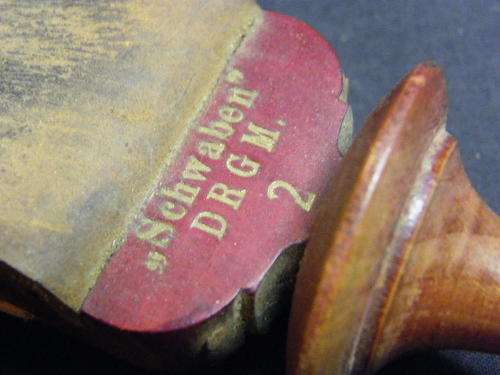 „Schwaben”
DRGM.
2